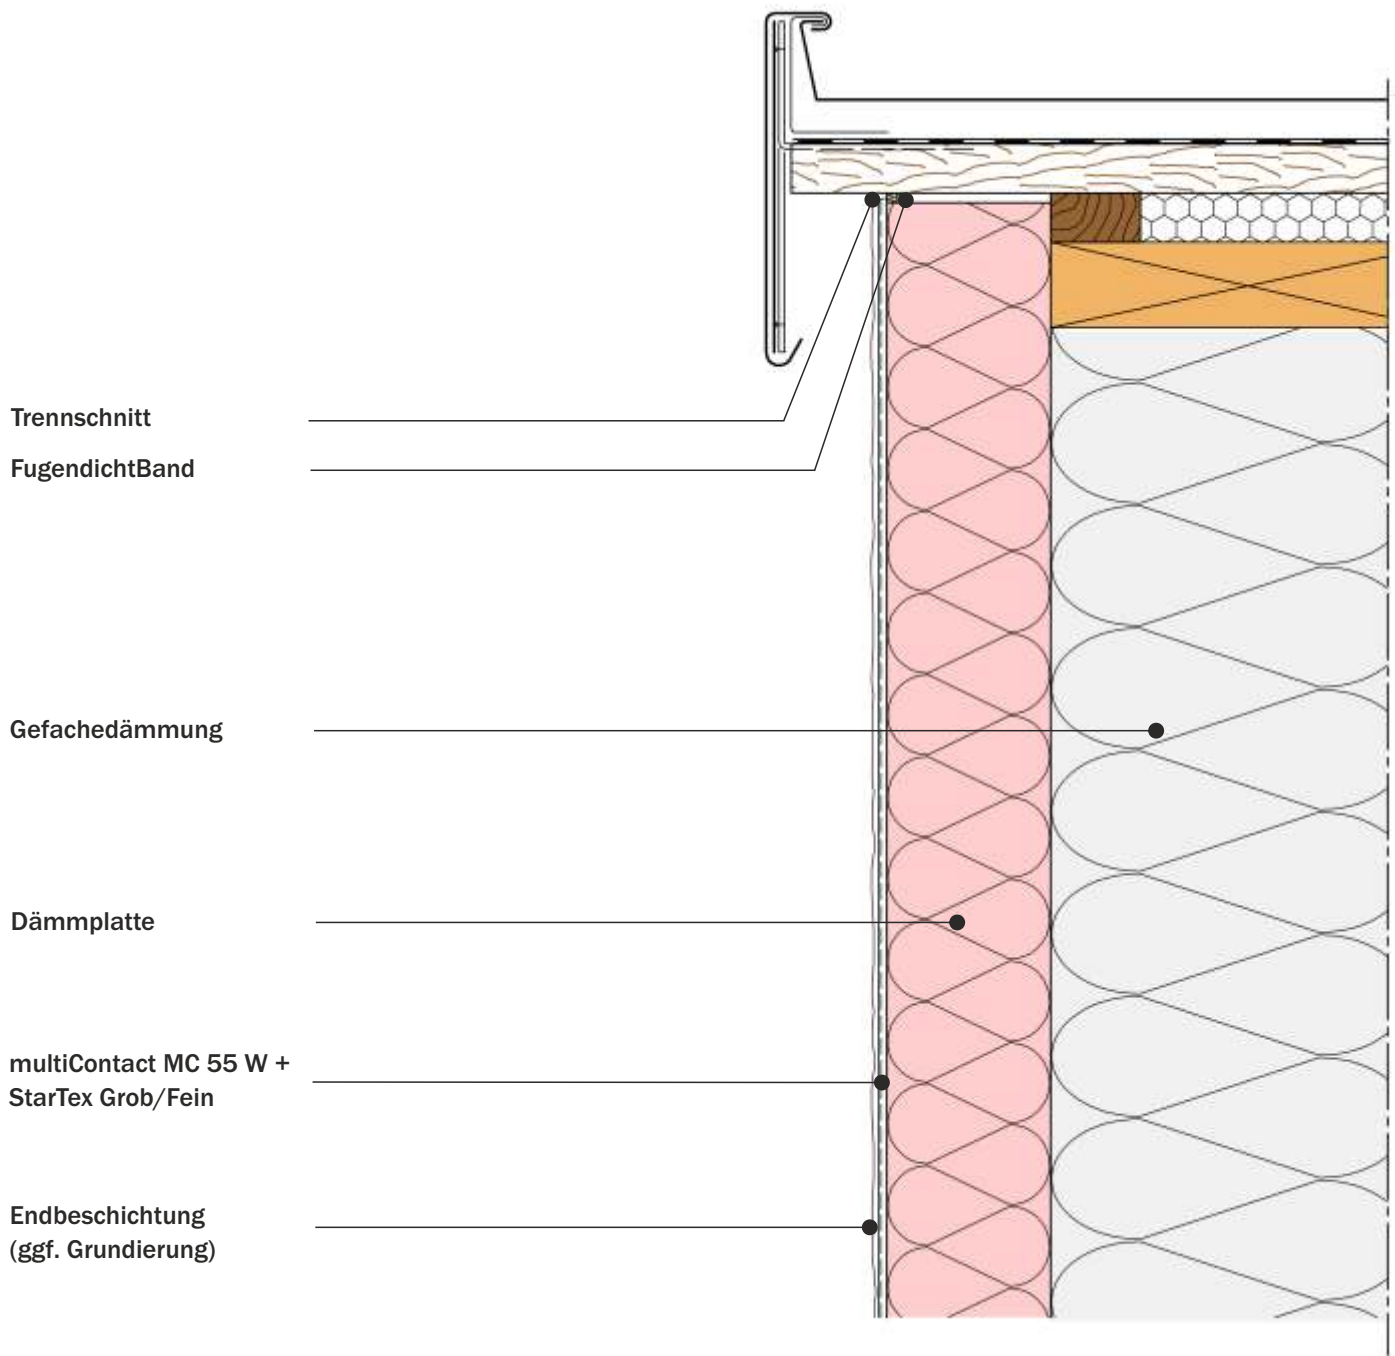 Trennschnitt
FugendichtBand
Gefachedämmung
Dämmplatte
multiContact MC 55 W +
StarTex Grob/Fein
Endbeschichtung
(ggf. Grundierung)